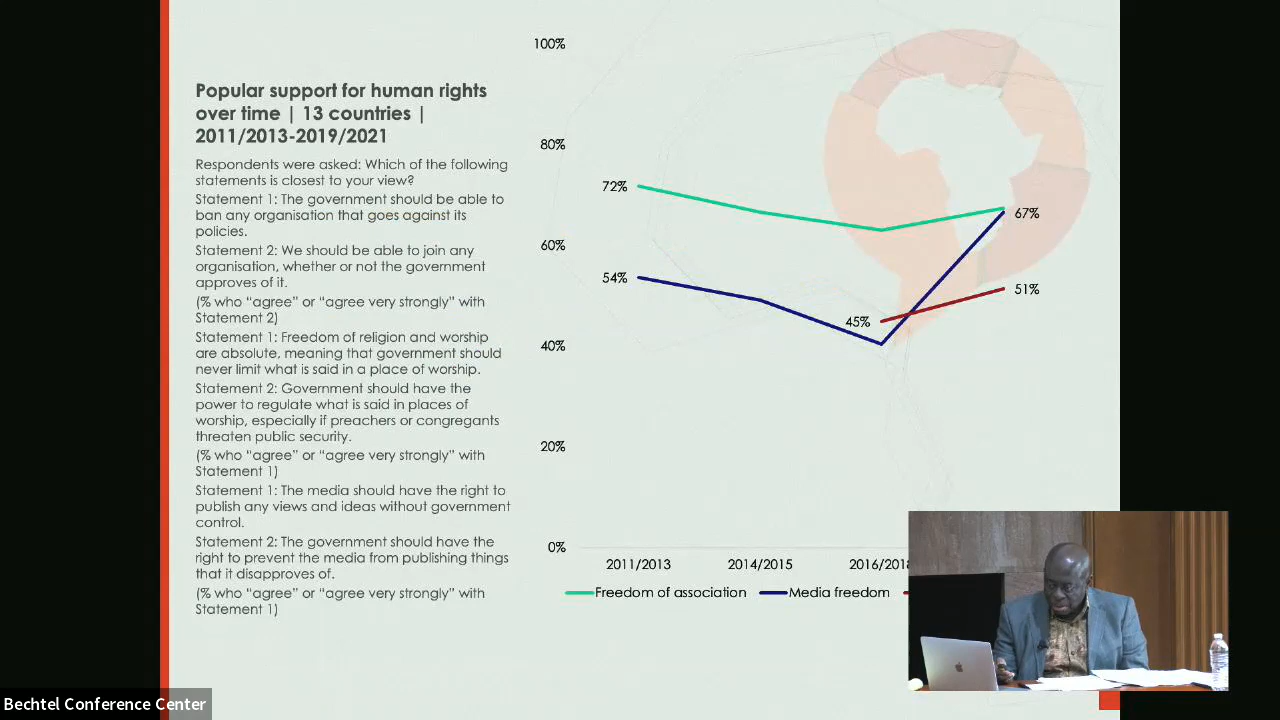 Popular support for human rights
over time | 13 countries |
2011/2013-2019/2021
Respondents were asked: Which of the following
statements is closest to your view?
Statement 1: The government should be able to
ban any organisation that goes against its
policies.
Statement 2: We should be able to join any
organisation, whether or not the government
approves of it.
(% who “agree” or “agree very strongly” with
Statement 2)
Statement 1: Freedom of religion and worship
are absolute, meaning that government should
never limit what is said in a place of worship.
Statement 2: Government should have the
power to regulate what is said in places of
worship, especially if preachers or congregants
threaten public security.
(% who “agree” or “agree very strongly” with
Statement 1)
Statement 1: The media should have the right to
publish any views and ideas without government
control.
Statement 2: The government should have the
right to prevent the media from publishing things
that it disapproves of.
(% who “agree” or “agree very strongly” with
Statement 1)
100%
80%
60%
40%
20%
0%
72%
54%
45%
67%
51%
2011/2013
2014/2015
2016/2018
Freedom of association
Media freedom
Bechtel Conference Center